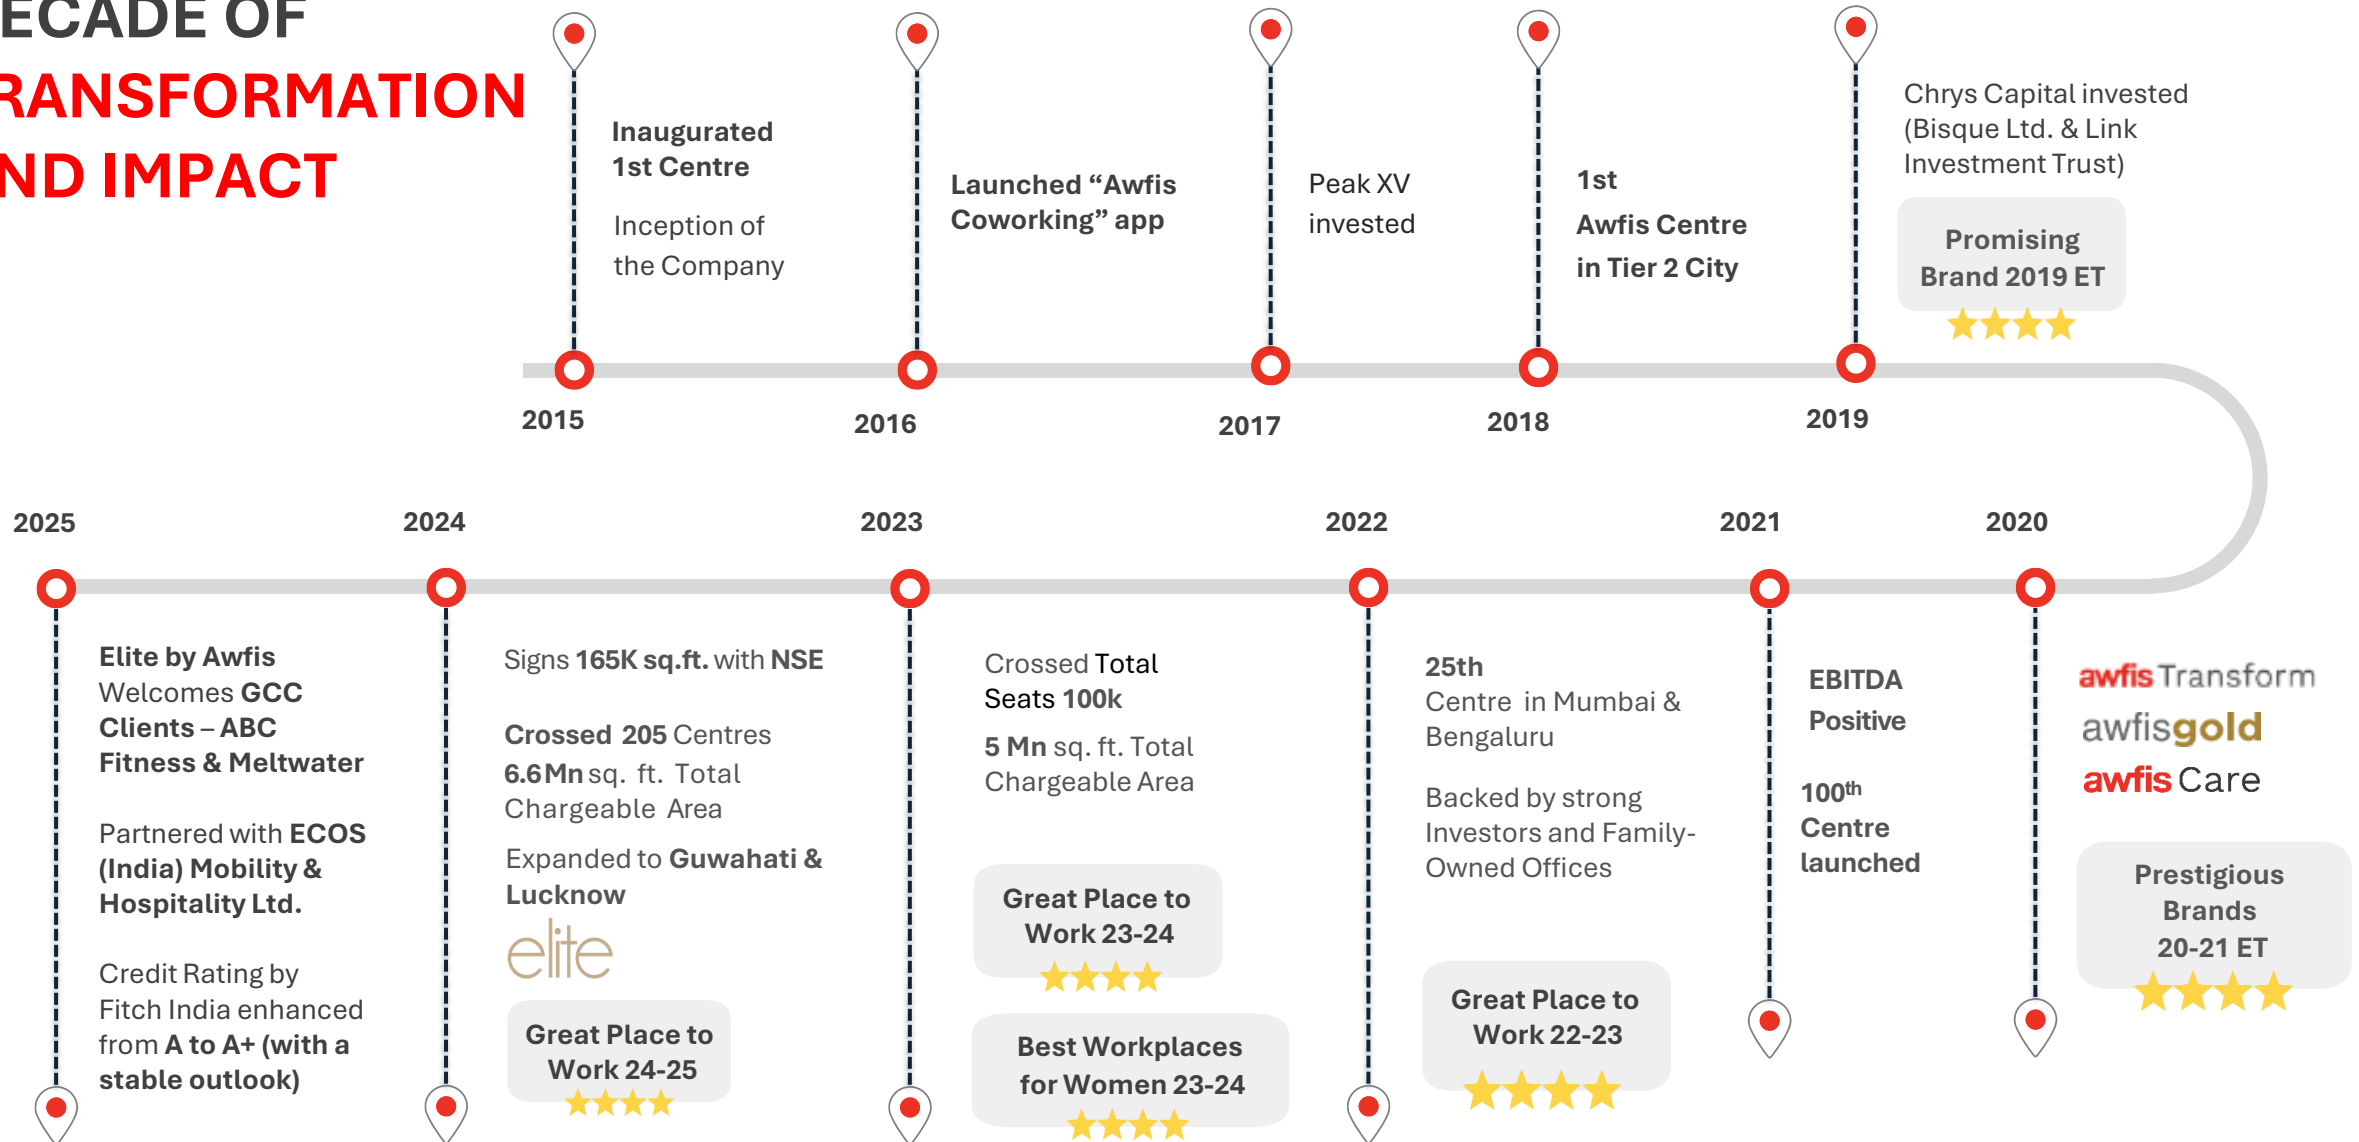 ECADE OF
RANSFORMATION
ND IMPACT
Inaugurated
1st Centre
Inception of
the Company
2015
Launched “Awfis
Coworking” app
2016
Peak XV
invested
2017
1st
Awfis Centre
in Tier 2 City
2018
Chrys Capital invested
(Bisque Ltd. & Link
Investment Trust)
Promising
Brand 2019 ET
2019
2020
awfis Transform
awfisgold
awfis Care
Prestigious
Brands
20-21 ET
2021
EBITDA
Positive
100th
Centre
launched
2022
25th
Centre in Mumbai &
Bengaluru
Backed by strong
Investors and Family-
Owned Offices
Great Place to
Work 22-23
2023
Crossed Total
Seats 100k
5 Mn sq. ft. Total
Chargeable Area
Great Place to
Work 23-24
Best Workplaces
for Women 23-24
2024
Signs 165K sq.ft. with NSE
Crossed 205 Centres
6.6Mn sq. ft. Total
Chargeable Area
Expanded to Guwahati &
Lucknow
elite
Great Place to
Work 24-25
2025
Elite by Awfis
Welcomes GCC
Clients – ABC
Fitness & Meltwater
Partnered with ECOS
(India) Mobility &
Hospitality Ltd.
Credit Rating by
Fitch India enhanced
from A to A+ (with a
stable outlook)